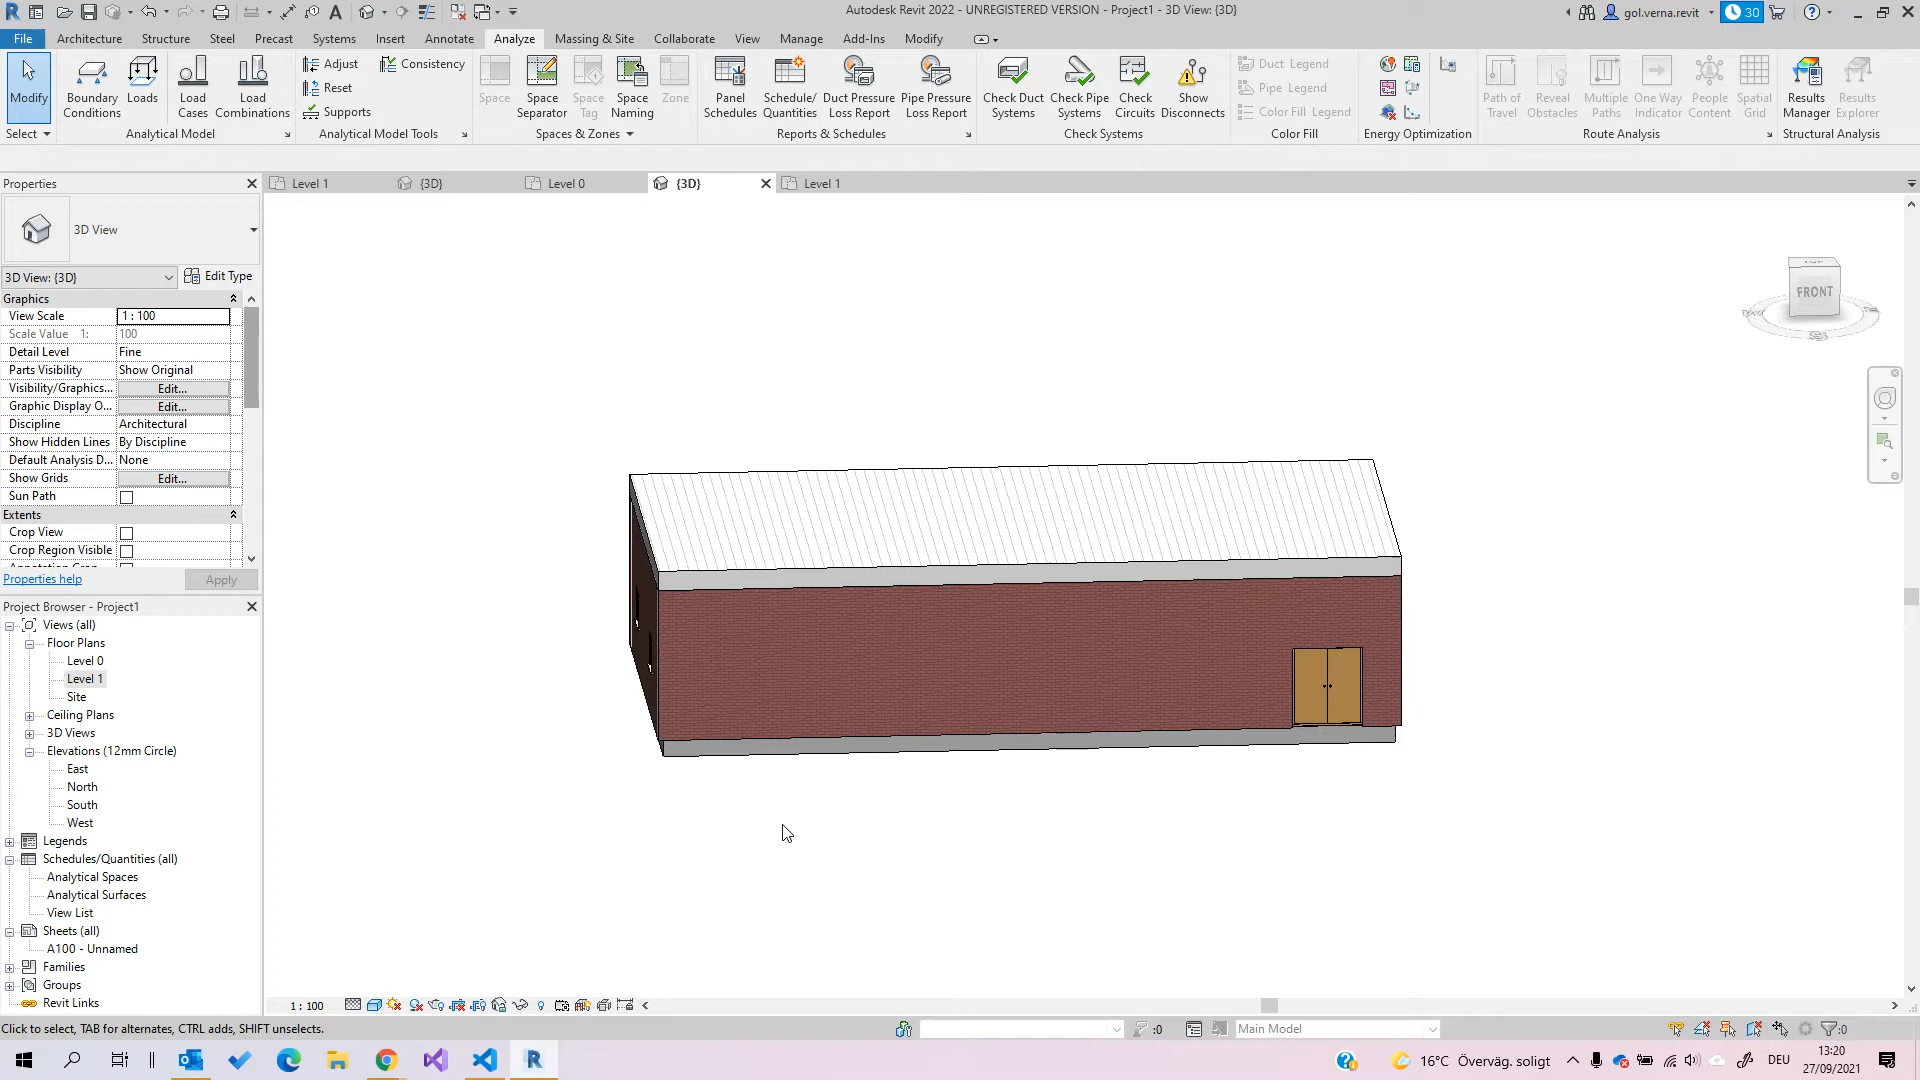 Autodesk Revit 2022 - UNREGISTERED VERSION - Project1 - 3D View: {3D}
gol.verna.revit
30
File Architecture Structure Steel Precast Systems Insert Annotate Analyze Massing & Site Collaborate View Manage Add-Ins Modify
Modify
Boundary Conditions
Loads
Load Cases
Load Combinations
Adjust
Reset
Supports
Consistency
Space
Space Separator
Space Tag
Space Naming
Zone
Panel Schedules
Schedule/ Quantities
Duct Pressure Loss Report
Pipe Pressure Loss Report
Check Duct Systems
Check Pipe Systems
Check Circuits
Show Disconnects
Duct Legend
Pipe Legend
Color Fill Legend
Path of Travel
Reveal Obstacles
Multiple Paths
One Way Indicator
People Content
Spatial Grid
Results Manager
Results Explorer
Select Analytical Model Analytical Model Tools Spaces & Zones Reports & Schedules Check Systems Color Fill Energy Optimization Route Analysis Structural Analysis
Properties
Level 1 {3D} Level 0 {3D} Level 1
3D View
3D View: {3D} Edit Type
Graphics
View Scale 1 : 100
Scale Value 1: 100
Detail Level Fine
Parts Visibility Show Original
Visibility/Graphics... Edit...
Graphic Display O... Edit...
Discipline Architectural
Show Hidden Lines By Discipline
Default Analysis D... None
Show Grids Edit...
Sun Path
Extents
Crop View
Crop Region Visible
Properties help Apply
Project Browser - Project1
Views (all)
Floor Plans
Level 0
Level 1
Site
Ceiling Plans
3D Views
Elevations (12mm Circle)
East
North
South
West
Legends
Schedules/Quantities (all)
Analytical Spaces
Analytical Surfaces
View List
Sheets (all)
A100 - Unnamed
Families
Groups
Revit Links
TOP
FRONT
1 : 100
Click to select, TAB for alternates, CTRL adds, SHIFT unselects.
:0
Main Model
:0
16°C Överväg. soligt
DEU
13:20
27/09/2021